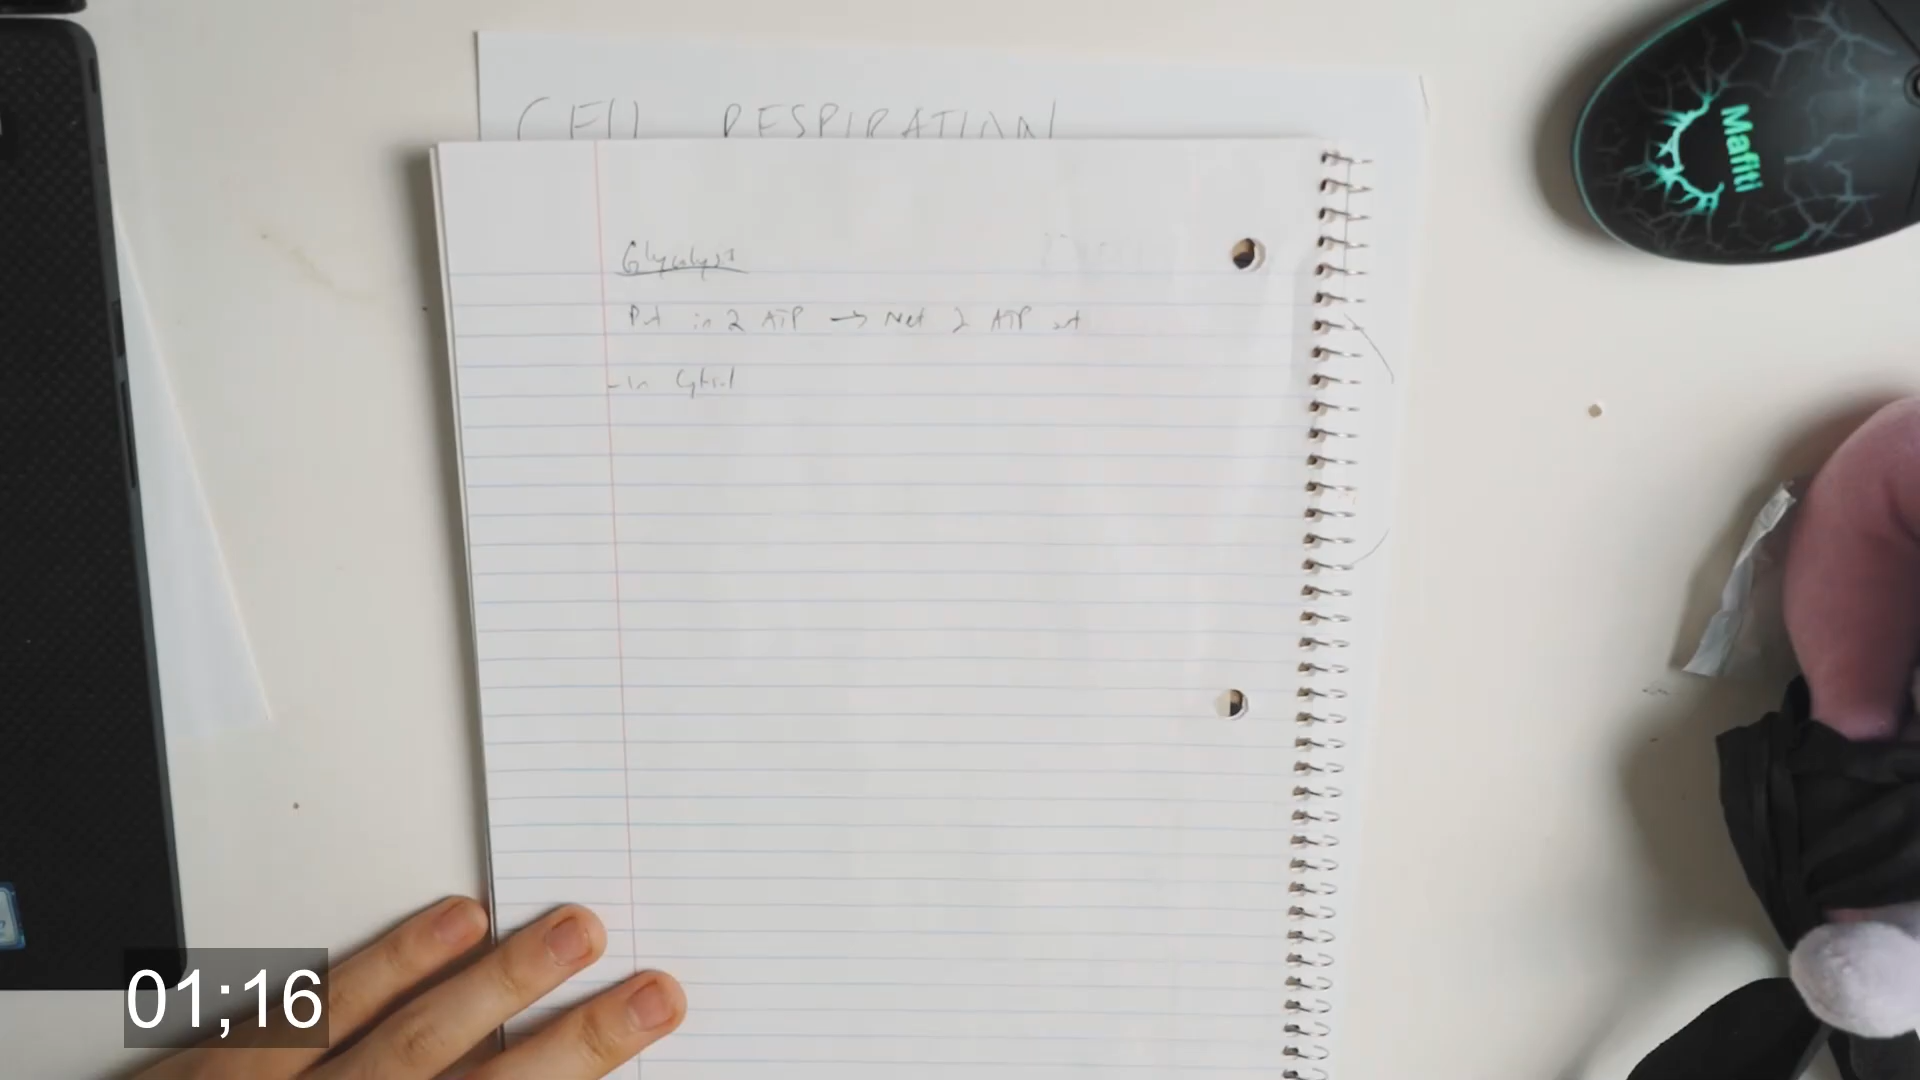 CELL RESPIRATION
Glycolysis
Put in 2 ATP → Net 2 ATP out
- In Cytosol
Mafiti
01;16